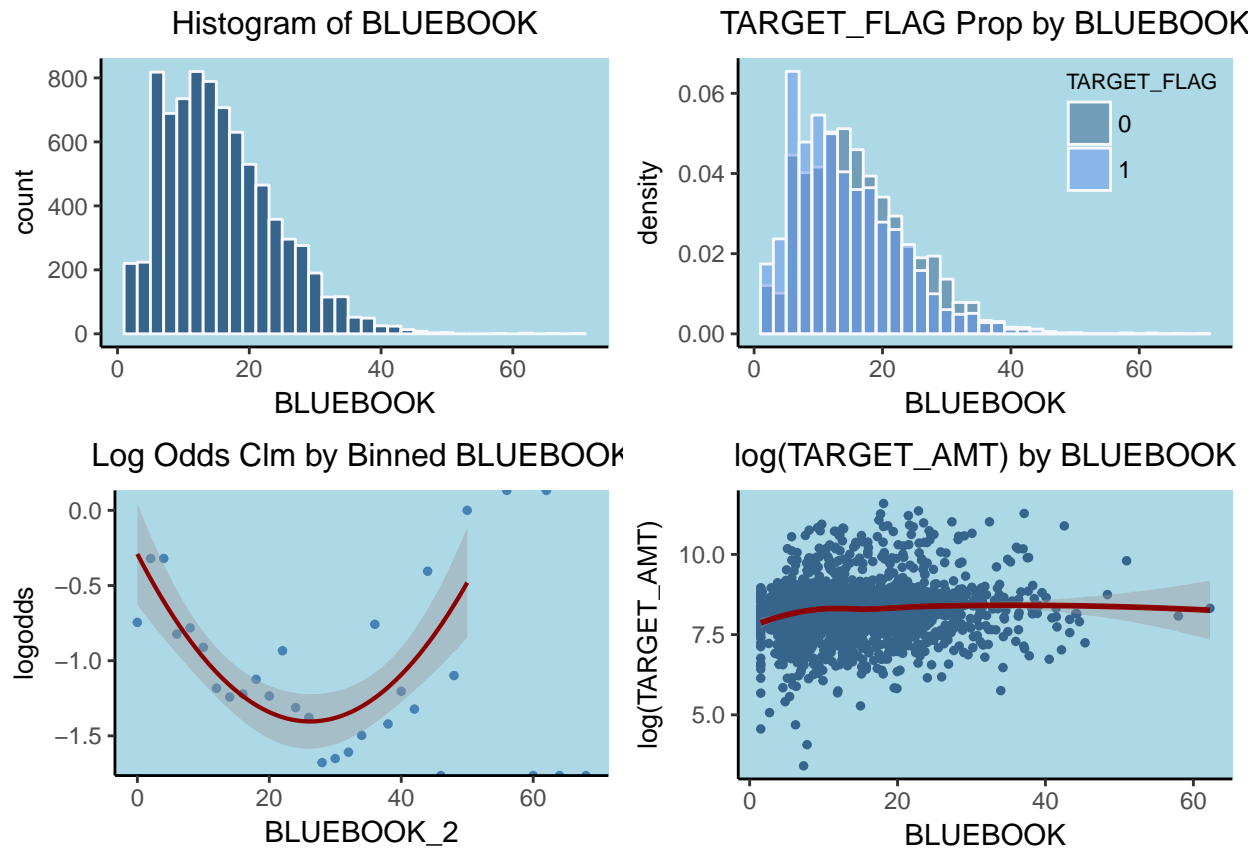 Histogram of BLUEBOOK
800
600
400
200
0
count
0 20 40 60
BLUEBOOK
TARGET_FLAG Prop by BLUEBOOK
TARGET_FLAG
0
1
0.06
0.04
0.02
0.00
density
0 20 40 60
BLUEBOOK
Log Odds Clm by Binned BLUEBOOK
0.0
−0.5
−1.0
−1.5
logodds
0 20 40 60
BLUEBOOK_2
log(TARGET_AMT) by BLUEBOOK
10.0
7.5
5.0
log(TARGET_AMT)
0 20 40 60
BLUEBOOK